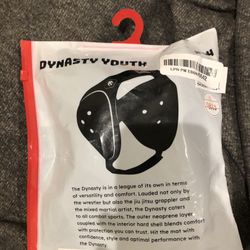 DYNASTY YOUTH
The Dynasty is in a league of its own in terms
of versatility and comfort. Lauded not only by
the wrestler but also the jiu jitsu grappler and
the mixed martial artist, the Dynasty caters
to all combat sports. The outer neoprene layer
coupled with the interior hard shell blends comfort
with protection you can trust. Hit the mat with
confidence, style and optimal performance with
the Dynasty.